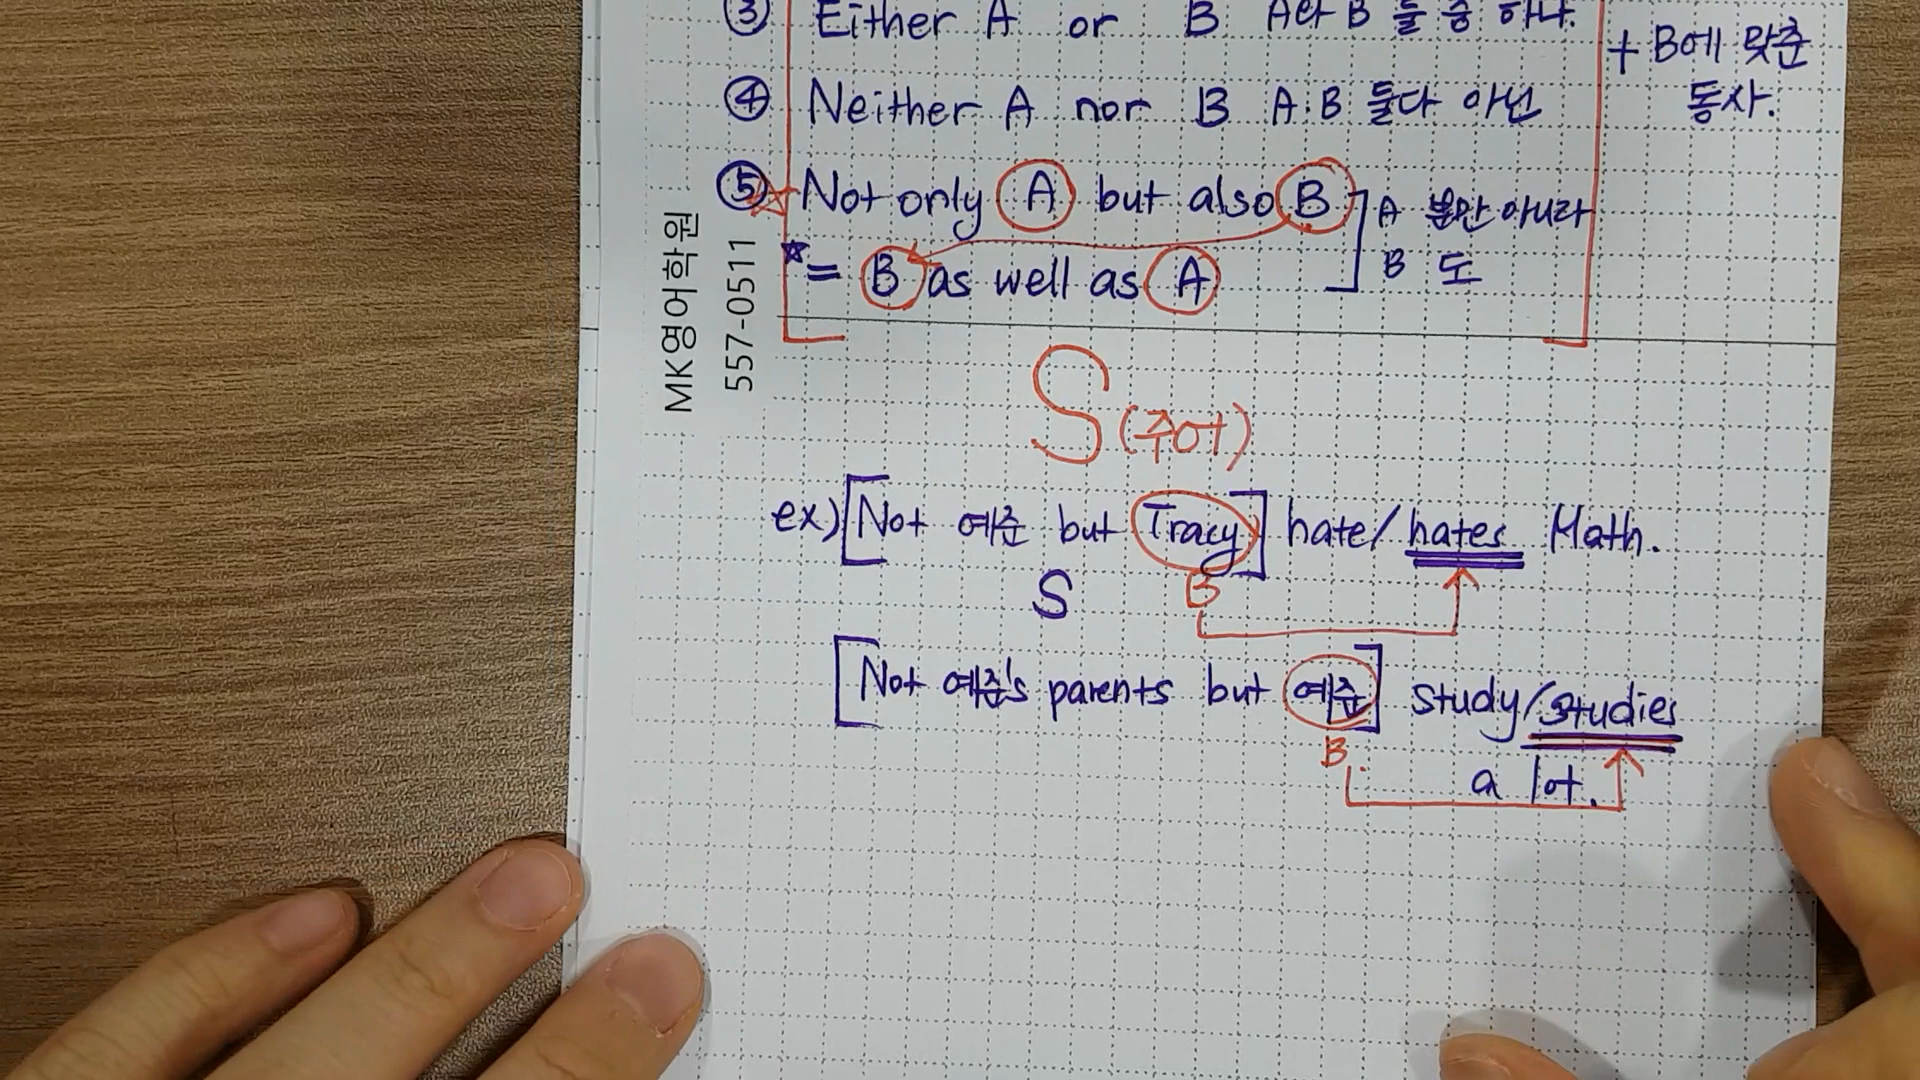 ③ Either A or B A와 B 둘 중 하나.
④ Neither A nor B A.B 둘다 아닌
+ B에 맞춘
동사.
⑤ Not only A but also B
= B as well as A
A 뿐만 아니라
B 도
MK영어학원
557-0511
S (주어)
ex) [Not 예준 but Tracy] hate/hates Math.
S B
[Not 예준's parents but 예준] study/studies
B
a lot.